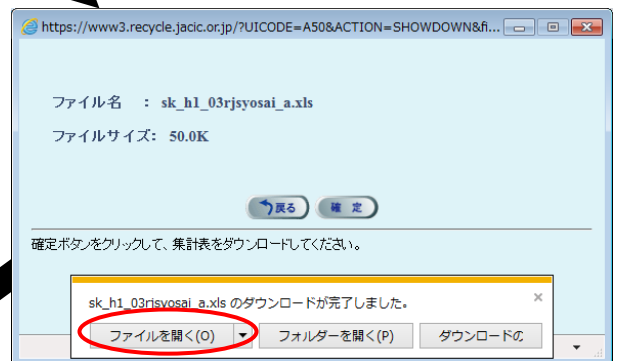 https://www3.recycle.jacic.or.jp/?UICODE=A50&ACTION=SHOWDOWN&fi...
ファイル名 : sk_h1_03rjsyosai_a.xls
ファイルサイズ: 50.0K
戻る 確 定
確定ボタンをクリックして、集計表をダウンロードしてください。
sk_h1_03rjsyosai_a.xls のダウンロードが完了しました。
ファイルを開く(O) フォルダーを開く(P) ダウンロードの